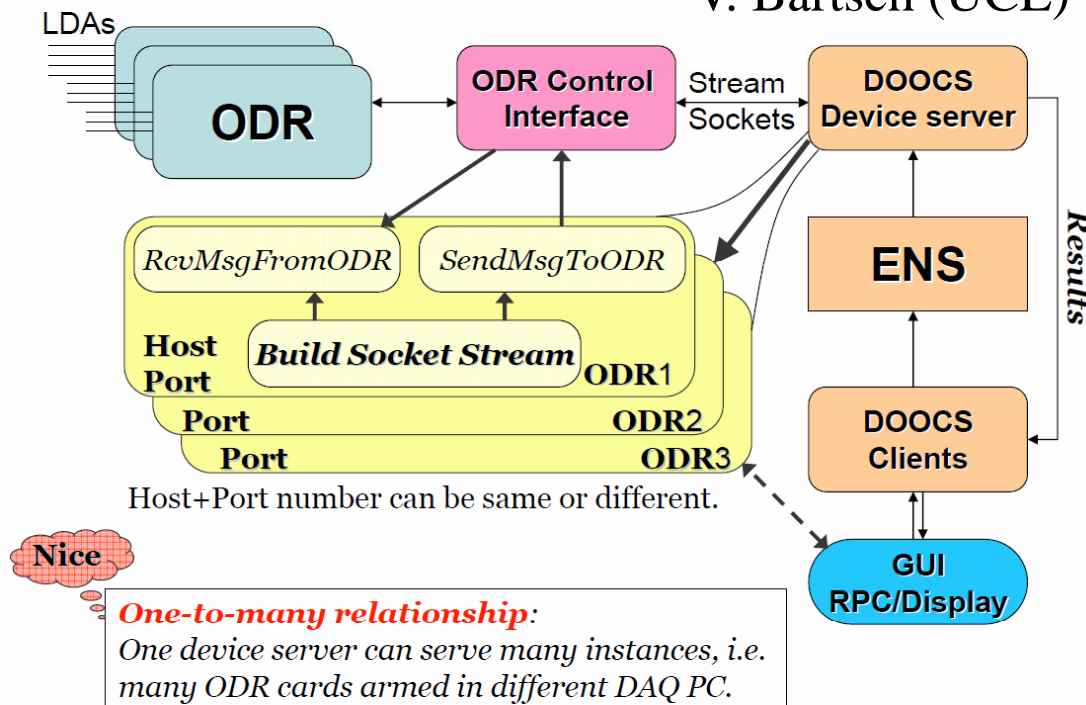 V. Bartsch (UCL)
LDAs
ODR
ODR Control
Interface
Stream
Sockets
DOOCS
Device server
Results
RcvMsgFromODR
SendMsgToODR
ENS
Build Socket Stream
Host
Port
ODR1
Port
ODR2
Port
ODR3
DOOCS
Clients
Host+Port number can be same or different.
Nice
GUI
RPC/Display
One-to-many relationship:
One device server can serve many instances, i.e.
many ODR cards armed in different DAQ PC.